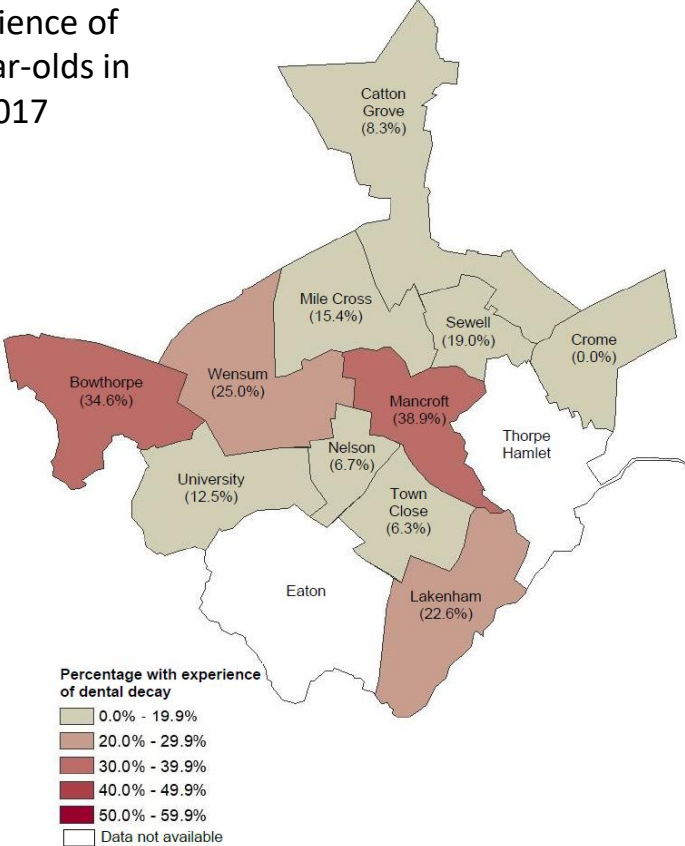 ience of
ar-olds in
017
Catton
Grove
(8.3%)
Mile Cross
(15.4%)
Sewell
(19.0%)
Crome
(0.0%)
Bowthorpe
(34.6%)
Wensum
(25.0%)
Mancroft
(38.9%)
Thorpe
Hamlet
Nelson
(6.7%)
University
(12.5%)
Town
Close
(6.3%)
Eaton
Lakenham
(22.6%)
Percentage with experience
of dental decay
0.0% - 19.9%
20.0% - 29.9%
30.0% - 39.9%
40.0% - 49.9%
50.0% - 59.9%
Data not available